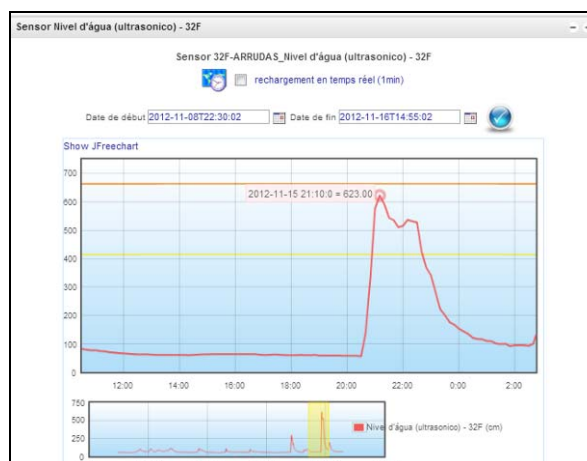 Sensor Nivel d'água (ultrasonico) - 32F
Sensor 32F-ARRUDAS_Nivel d'água (ultrasonico) - 32F
rechargement en temps réel (1min)
Date de début 2012-11-08T22:30:02 Date de fin 2012-11-16T14:55:02
Show JFreechart
700
2012-11-15 21:10:0 = 623.00
600
500
400
300
200
100
0
12:00 14:00 16:00 18:00 20:00 22:00 0:00 2:00
750
500
Nivel d'água (ultrasonico) - 32F (cm)
250
0